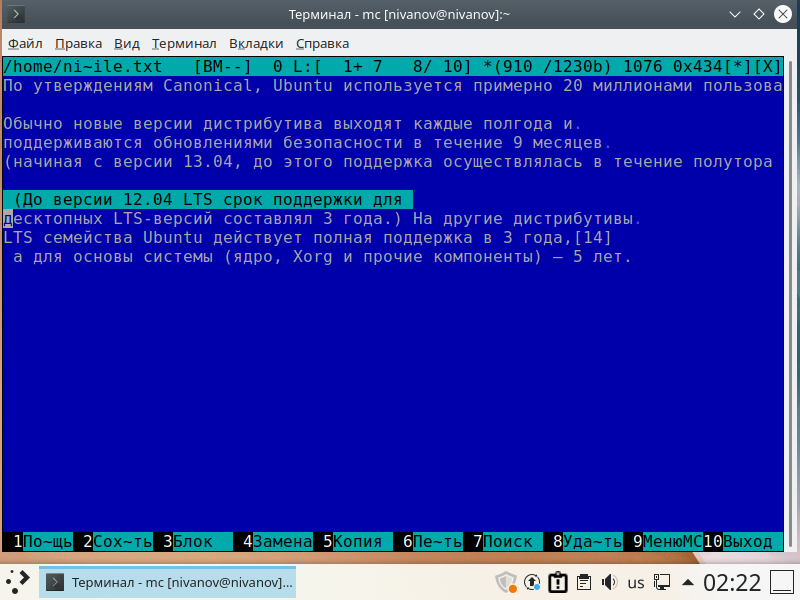 Терминал - mc [nivanov@nivanov]:~
Файл Правка Вид Терминал Вкладки Справка
/home/ni~ile.txt [BM--] 0 L:[ 1+ 7 8/ 10] *(910 /1230b) 1076 0x434[*][X]
По утверждениям Canonical, Ubuntu используется примерно 20 миллионами пользова
Обычно новые версии дистрибутива выходят каждые полгода и.
поддерживаются обновлениями безопасности в течение 9 месяцев.
(начиная с версии 13.04, до этого поддержка осуществлялась в течение полутора
(До версии 12.04 LTS срок поддержки для
десктопных LTS-версий составлял 3 года.) На другие дистрибутивы.
LTS семейства Ubuntu действует полная поддержка в 3 года,[14]
а для основы системы (ядро, Xorg и прочие компоненты) — 5 лет.
1По~щь 2Сох~ть 3Блок 4Замена 5Копия 6Пе~ть 7Поиск 8Уда~ть 9МенюМС10Выход
Терминал - mc [nivanov@nivanov]... us 02:22